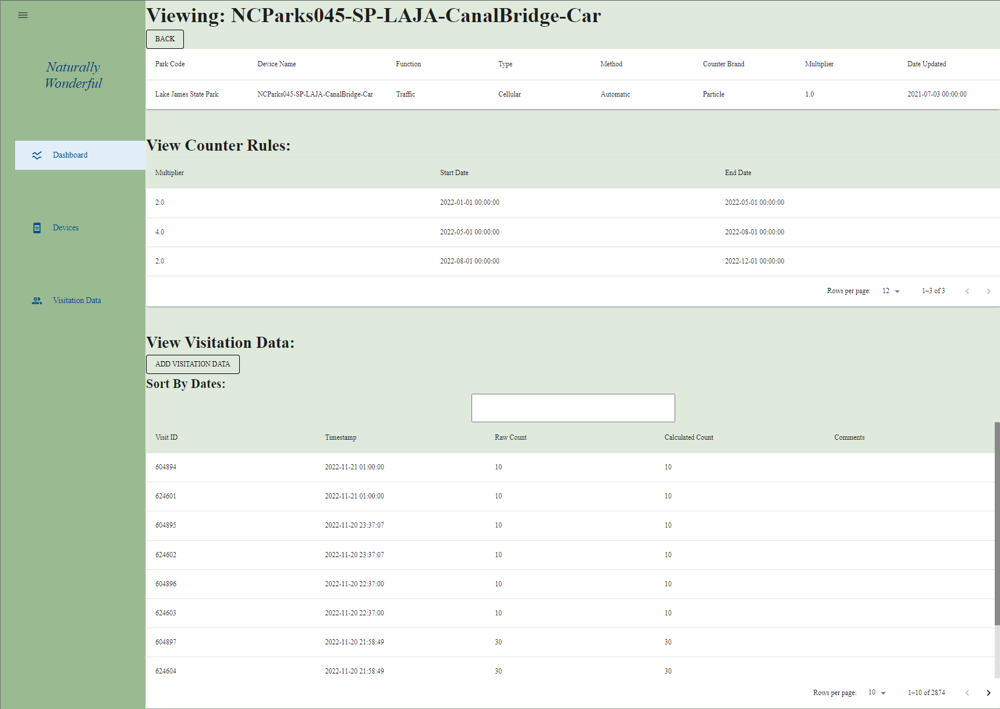 Viewing: NCParks045-SP-LAJA-CanalBridge-Car
BACK
Naturally
Wonderful
Dashboard
Devices
Visitation Data
Park Code Device Name Function Type Method Counter Brand Multiplier Date Updated
Lake James State Park NCParks045-SP-LAJA-CanalBridge-Car Traffic Cellular Automatic Particle 1.0 2021-07-03 00:00:00
View Counter Rules:
Multiplier Start Date End Date
2.0 2022-01-01 00:00:00 2022-05-01 00:00:00
4.0 2022-05-01 00:00:00 2022-08-01 00:00:00
2.0 2022-08-01 00:00:00 2022-12-01 00:00:00
Rows per page: 12 1–3 of 3
View Visitation Data:
ADD VISITATION DATA
Sort By Dates:
Visit ID Timestamp Raw Count Calculated Count Comments
604894 2022-11-21 01:00:00 10 10
624601 2022-11-21 01:00:00 10 10
604895 2022-11-20 23:37:07 10 10
624602 2022-11-20 23:37:07 10 10
604896 2022-11-20 22:37:00 10 10
624603 2022-11-20 22:37:00 10 10
604897 2022-11-20 21:58:49 30 30
624604 2022-11-20 21:58:49 30 30
Rows per page: 10 1–10 of 2874